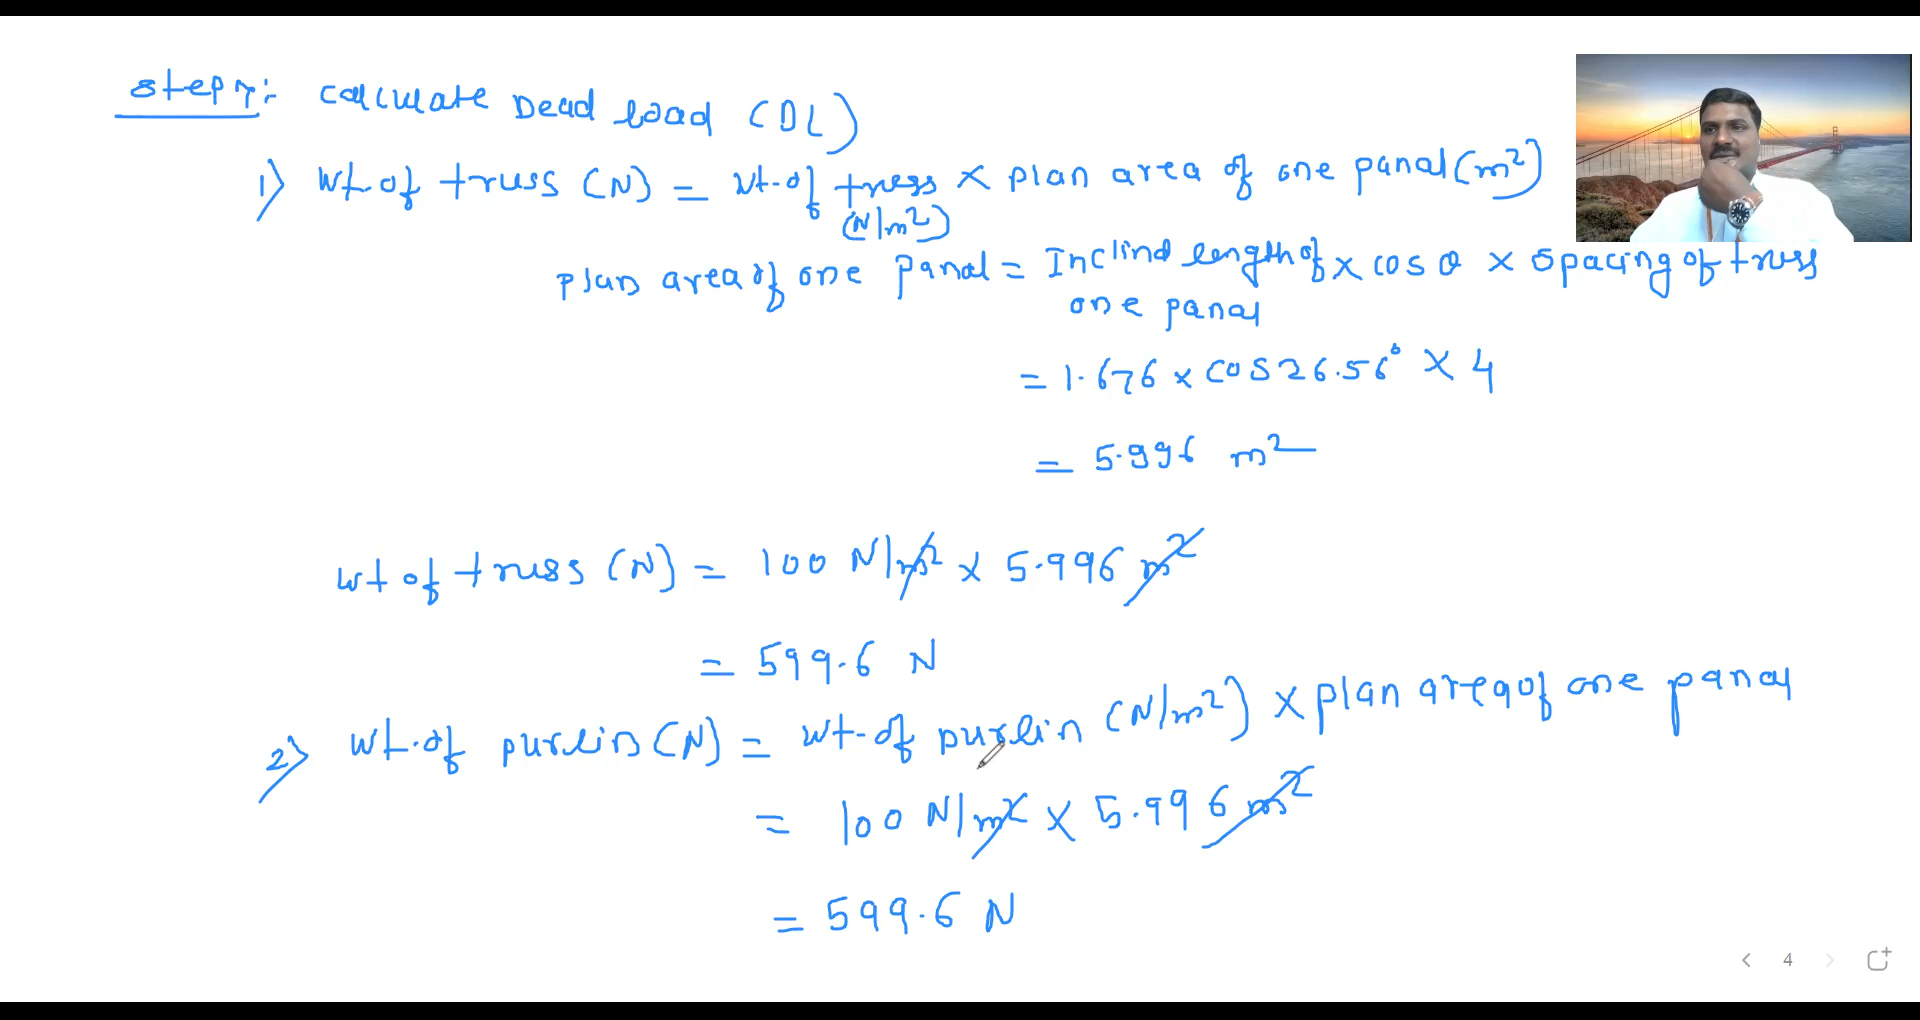 Step 7: Calculate Dead load (DL)
1) Wt of truss (N) = Wt. of truss (N/m²) × plan area of one panal (m²)
plan area of one panal = Inclind length of one panal × cos θ × spacing of truss
= 1.676 × cos 26.56° × 4
= 5.996 m²
wt of truss (N) = 100 N/m² × 5.996 m²
= 599.6 N
2) Wt. of purlin (N) = wt. of purlin (N/m²) × plan area of one panal
= 100 N/m² × 5.996 m²
= 599.6 N
4